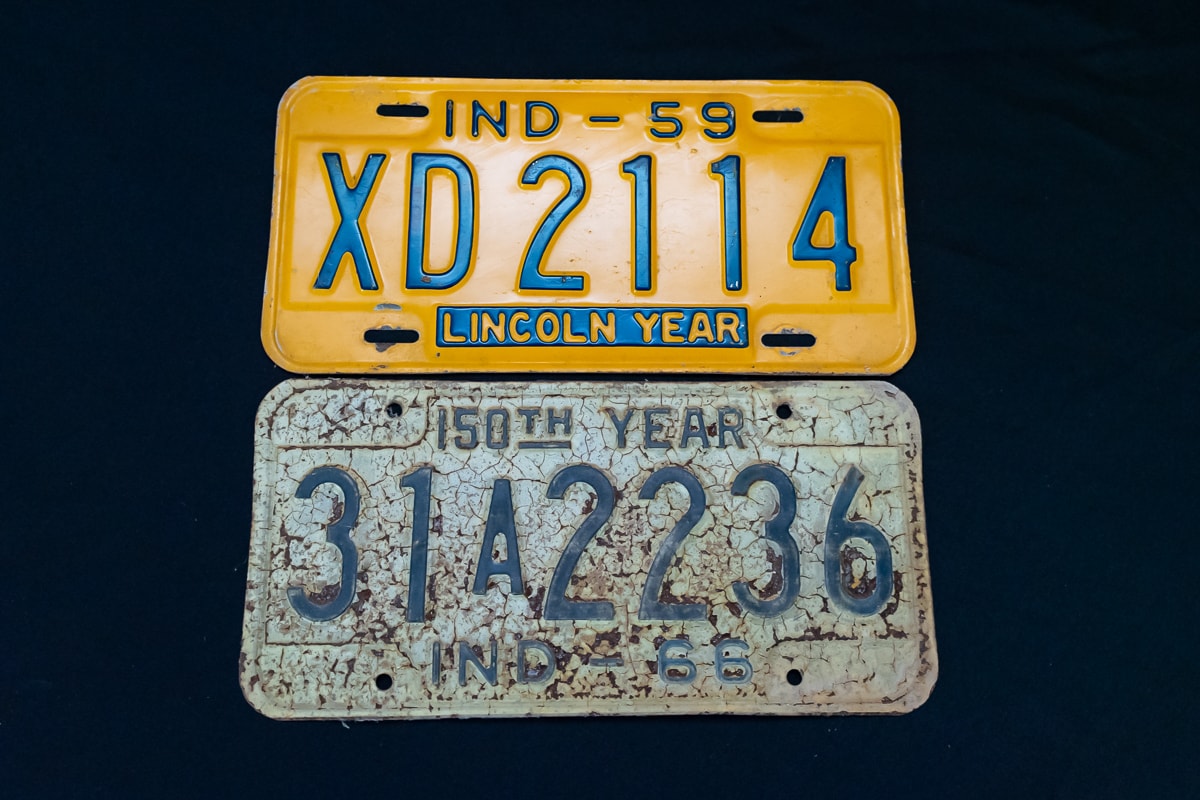 IND - 59
XD 2114
LINCOLN YEAR
150TH YEAR
31A2236
IND - 66